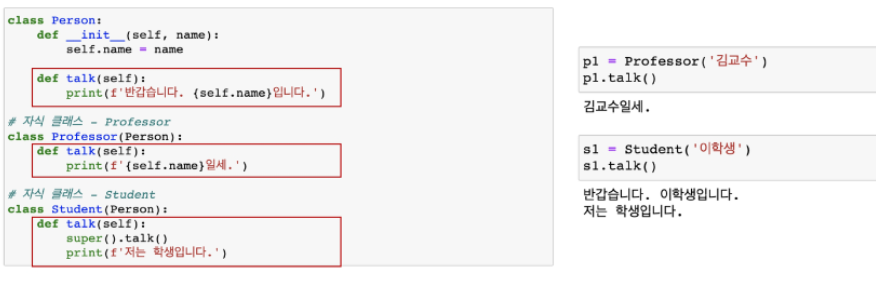 class Person:
    def __init__(self, name):
        self.name = name
    def talk(self):
        print(f'반갑습니다. {self.name}입니다.')
# 자식 클래스 - Professor
class Professor(Person):
    def talk(self):
        print(f'{self.name}일세.')
# 자식 클래스 - Student
class Student(Person):
    def talk(self):
        super().talk()
        print(f'저는 학생입니다.')
p1 = Professor('김교수')
p1.talk()
김교수일세.
s1 = Student('이학생')
s1.talk()
반갑습니다. 이학생입니다.
저는 학생입니다.